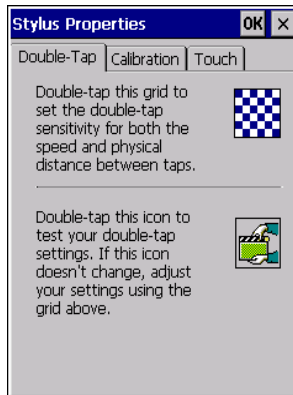 Stylus Properties OK ×
Double-Tap Calibration Touch
Double-tap this grid to
set the double-tap
sensitivity for both the
speed and physical
distance between taps.
Double-tap this icon to
test your double-tap
settings. If this icon
doesn't change, adjust
your settings using the
grid above.